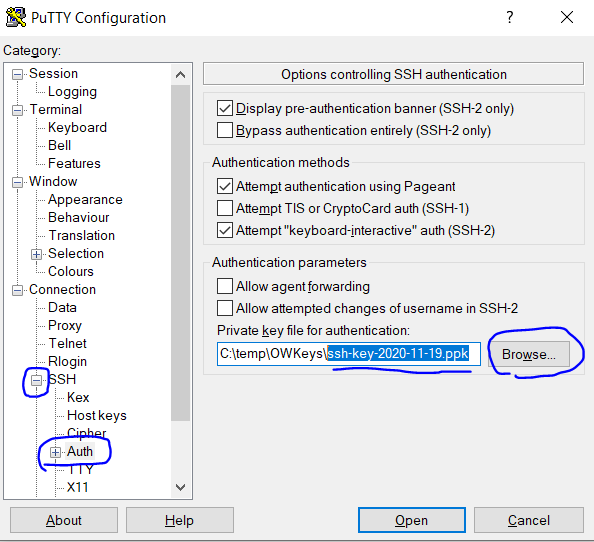 PuTTY Configuration
Category:
Session
Logging
Terminal
Keyboard
Bell
Features
Window
Appearance
Behaviour
Translation
Selection
Colours
Connection
Data
Proxy
Telnet
Rlogin
SSH
Kex
Host keys
Cipher
Auth
TTY
X11
Options controlling SSH authentication
Display pre-authentication banner (SSH-2 only)
Bypass authentication entirely (SSH-2 only)
Authentication methods
Attempt authentication using Pageant
Attempt TIS or CryptoCard auth (SSH-1)
Attempt "keyboard-interactive" auth (SSH-2)
Authentication parameters
Allow agent forwarding
Allow attempted changes of username in SSH-2
Private key file for authentication:
C:\temp\OWKeys\ssh-key-2020-11-19.ppk Browse...
About Help Open Cancel